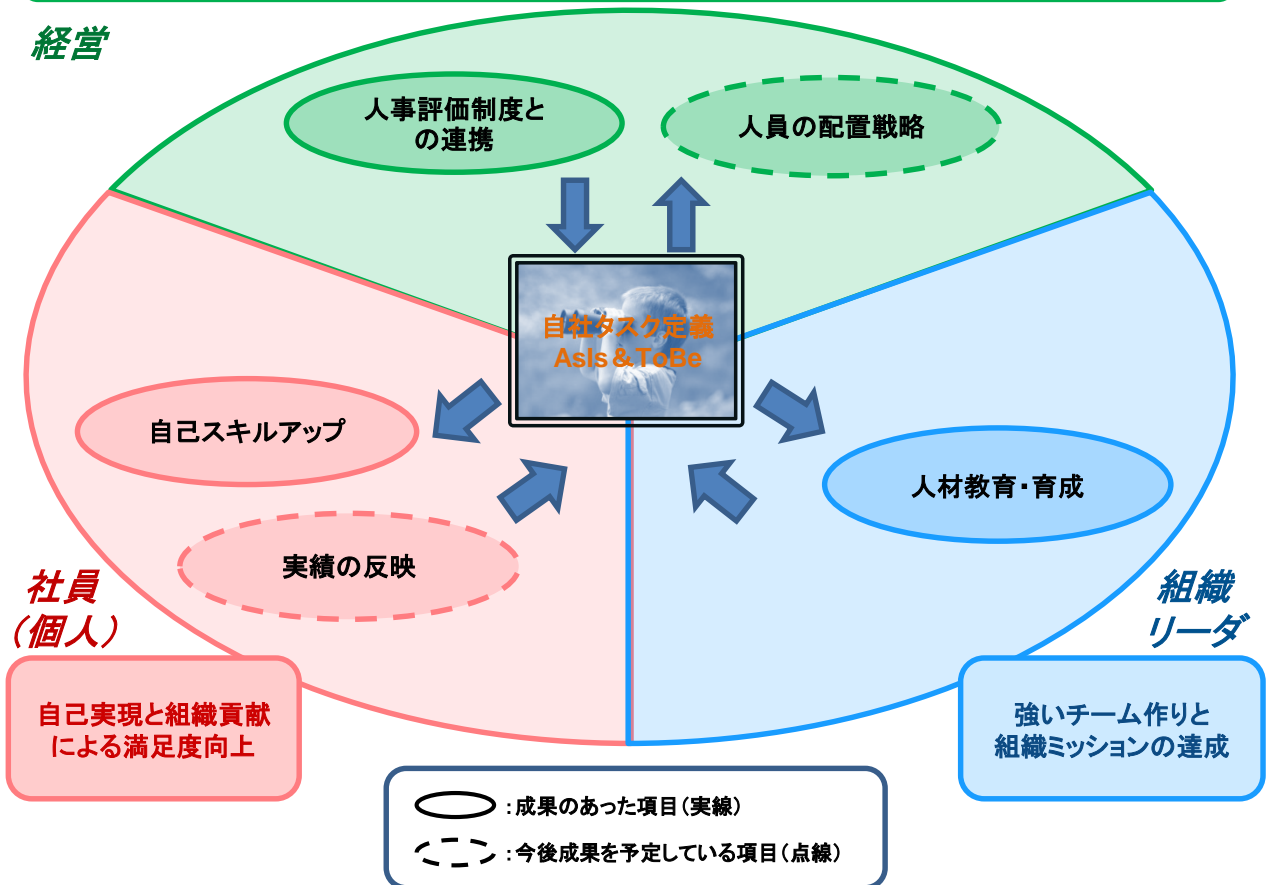 経営
人事評価制度と
の連携
人員の配置戦略
自社タスク定義
AsIs&ToBe
自己スキルアップ
実績の反映
人材教育・育成
社員
(個人)
自己実現と組織貢献
による満足度向上
組織
リーダ
強いチーム作りと
組織ミッションの達成
:成果のあった項目(実線)
:今後成果を予定している項目(点線)